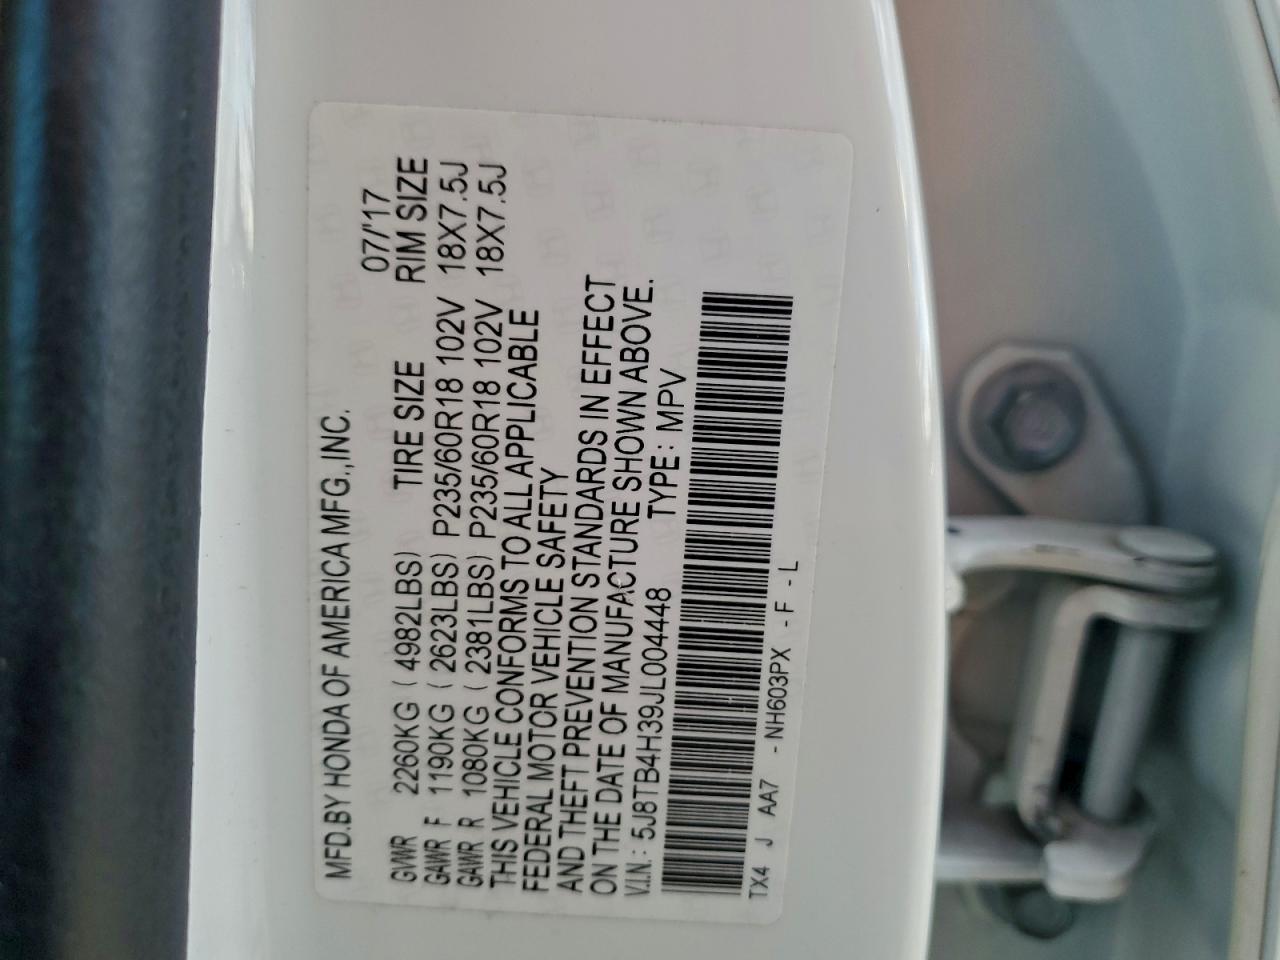 MFD.BY HONDA OF AMERICA MFG.,INC.
07/'17
GVWR 2260KG ( 4982LBS) TIRE SIZE RIM SIZE
GAWR F 1190KG ( 2623LBS) P235/60R18 102V 18X7.5J
GAWR R 1080KG ( 2381LBS) P235/60R18 102V 18X7.5J
THIS VEHICLE CONFORMS TO ALL APPLICABLE
FEDERAL MOTOR VEHICLE SAFETY
AND THEFT PREVENTION STANDARDS IN EFFECT
ON THE DATE OF MANUFACTURE SHOWN ABOVE.
V.I.N.: 5J8TB4H39JL004448 TYPE: MPV
TX4 J AA7 - NH603PX - F - L